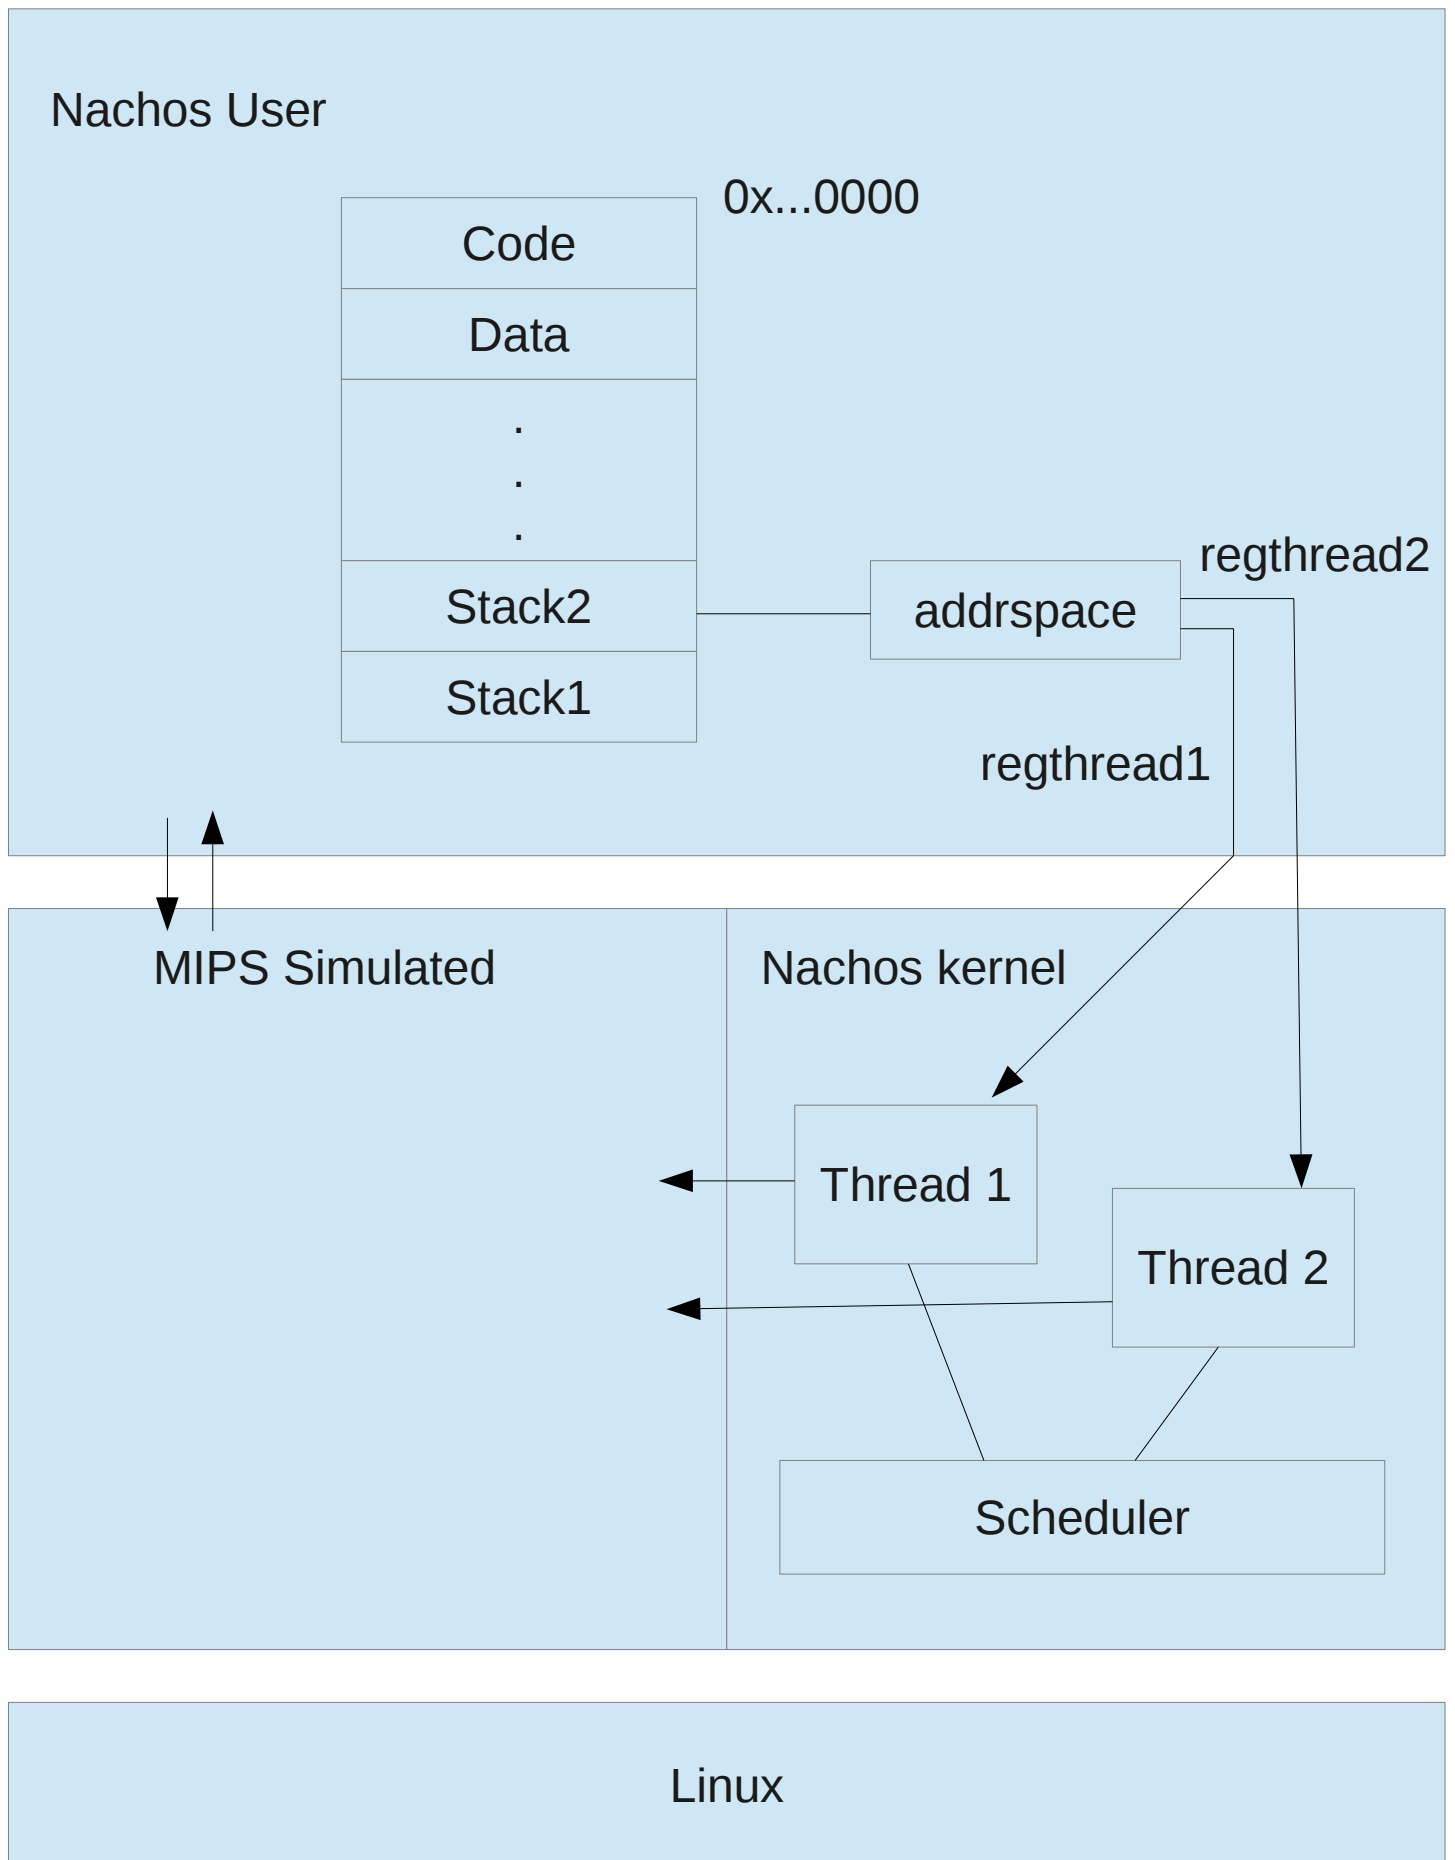 Nachos User
0x...0000
Code
Data
.
.
.
Stack2
Stack1
addrspace
regthread2
regthread1
MIPS Simulated
Nachos kernel
Thread 1
Thread 2
Scheduler
Linux